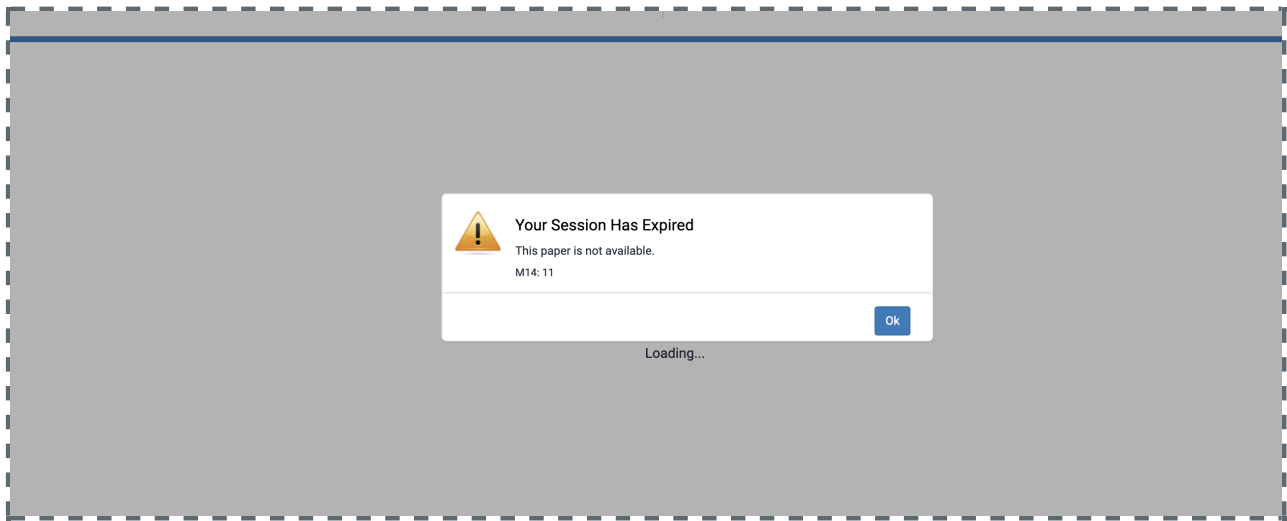 Your Session Has Expired
This paper is not available.
M14: 11
Ok
Loading...